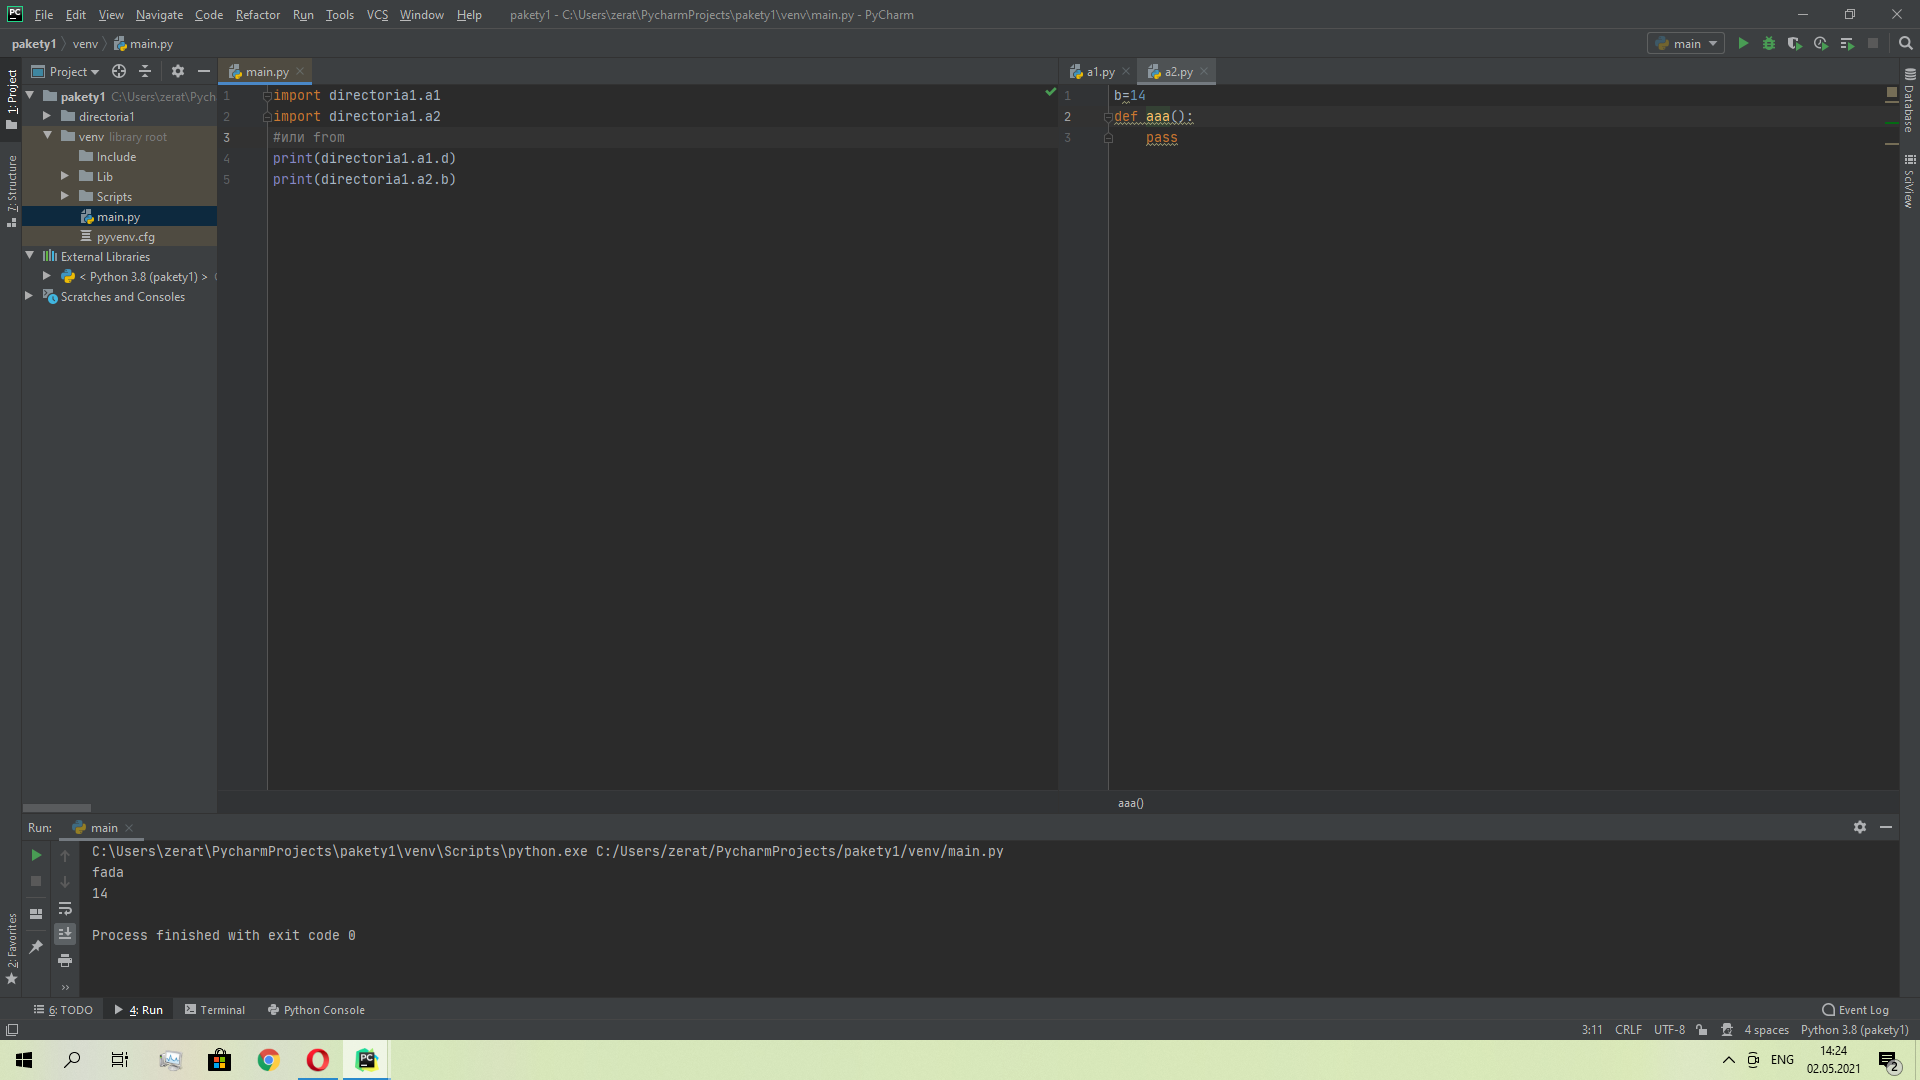 PC File Edit View Navigate Code Refactor Run Tools VCS Window Help pakety1 - C:\Users\zerat\PycharmProjects\pakety1\venv\main.py - PyCharm
pakety1 venv main.py main
1: Project
7: Structure
2: Favorites
Project
pakety1 C:\Users\zerat\Pych
directoria1
venv library root
Include
Lib
Scripts
main.py
pyvenv.cfg
External Libraries
< Python 3.8 (pakety1) >
Scratches and Consoles
main.py
1 import directoria1.a1
2 import directoria1.a2
3 #или from
4 print(directoria1.a1.d)
5 print(directoria1.a2.b)
a1.py a2.py
1 b=14
2 def aaa():
3 pass
aaa()
Database
SciView
Run: main
C:\Users\zerat\PycharmProjects\pakety1\venv\Scripts\python.exe C:/Users/zerat/PycharmProjects/pakety1/venv/main.py
fada
14
Process finished with exit code 0
6: TODO 4: Run Terminal Python Console Event Log
3:11 CRLF UTF-8 4 spaces Python 3.8 (pakety1)
PC ENG 14:24
02.05.2021 2